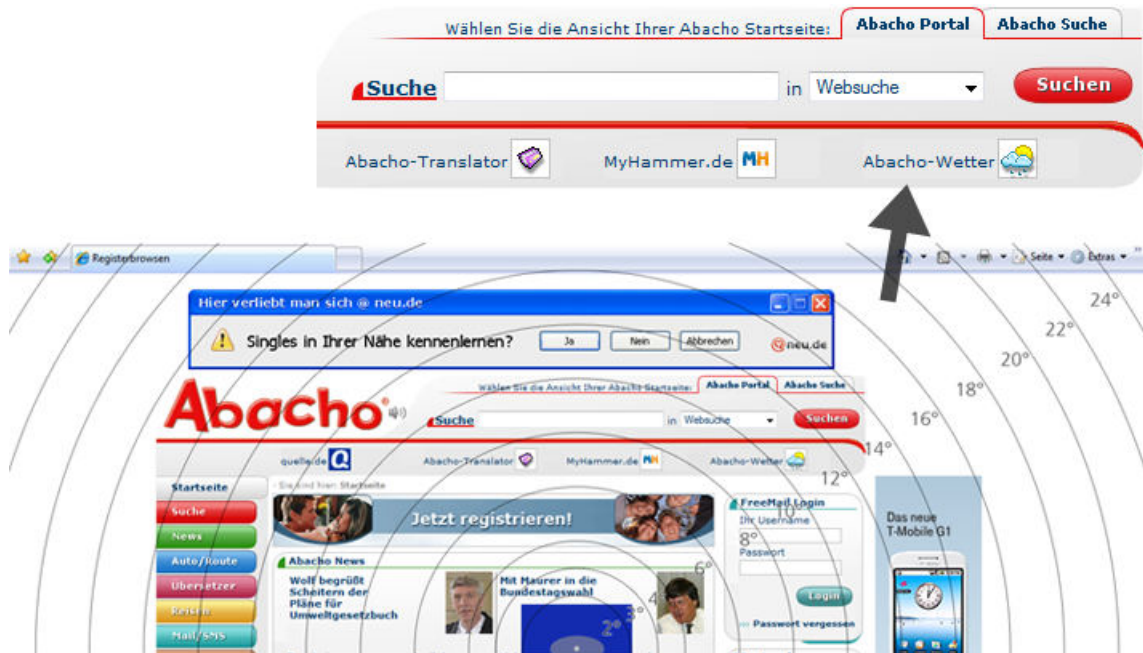 Wählen Sie die Ansicht Ihrer Abacho Startseite: Abacho Portal Abacho Suche
Suche in Websuche Suchen
Abacho-Translator MyHammer.de MH Abacho-Wetter
Registerbrowsen Seite Extras
24°
Hier verliebt man sich @ neu.de
22°
Singles in Ihrer Nähe kennenlernen? Ja Nein Abbrechen neu.de
20°
Wählen Sie die Ansicht Ihrer Abacho Startseite: Abacho Portal Abacho Suche
18°
Abacho
Suche in Websuche Suchen
16°
14°
quelle.de Q Abacho-Translator MyHammer.de MH Abacho-Wetter
12°
Startseite Sie sind hier: Startseite
Suche Jetzt registrieren! FreeMail Login
10°
Ihr Username
Das neue
T-Mobile G1
News
8°
Passwort
Auto/Route Abacho News
6°
Übersetzer Wolf begrüßt Scheitern der Pläne für Umweltgesetzbuch
Mit Maurer in die Bundestagswahl
4
Login
Reisen
3°
2°
Mail/SMS
Passwort vergessen